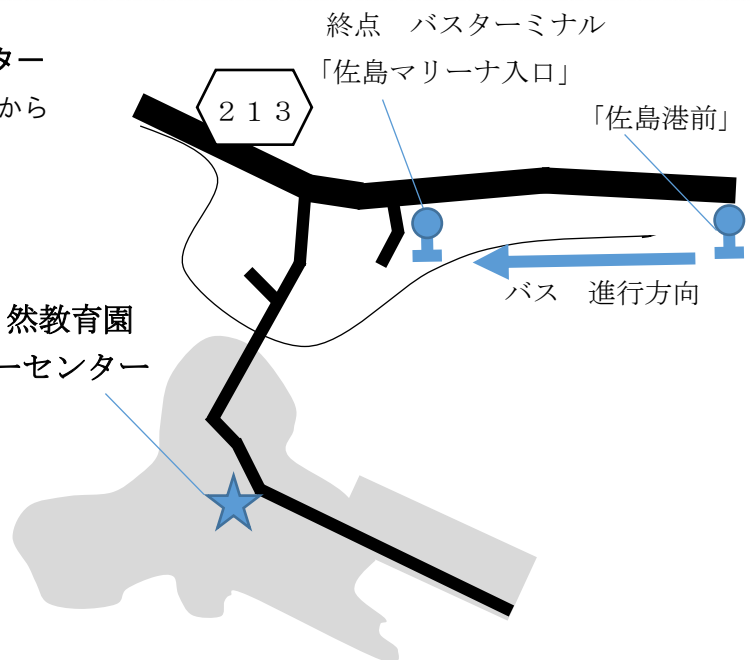 終点　バスターミナル
「佐島マリーナ入口」
ター
から
２１３
「佐島港前」
バス　進行方向
然教育園
ーセンター